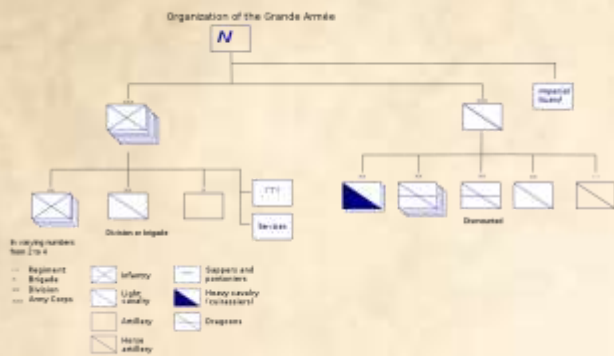 Organization of the Grande Armée
N
Imperial
Guard
Services
Division or brigade
Dismounted
In varying numbers
from 2 to 4
Regiment
Brigade
Division
Army Corps
Infantry
Light
cavalry
Artillery
Horse
artillery
Sappers and
pontoniers
Heavy cavalry
(cuirassiers)
Dragoons